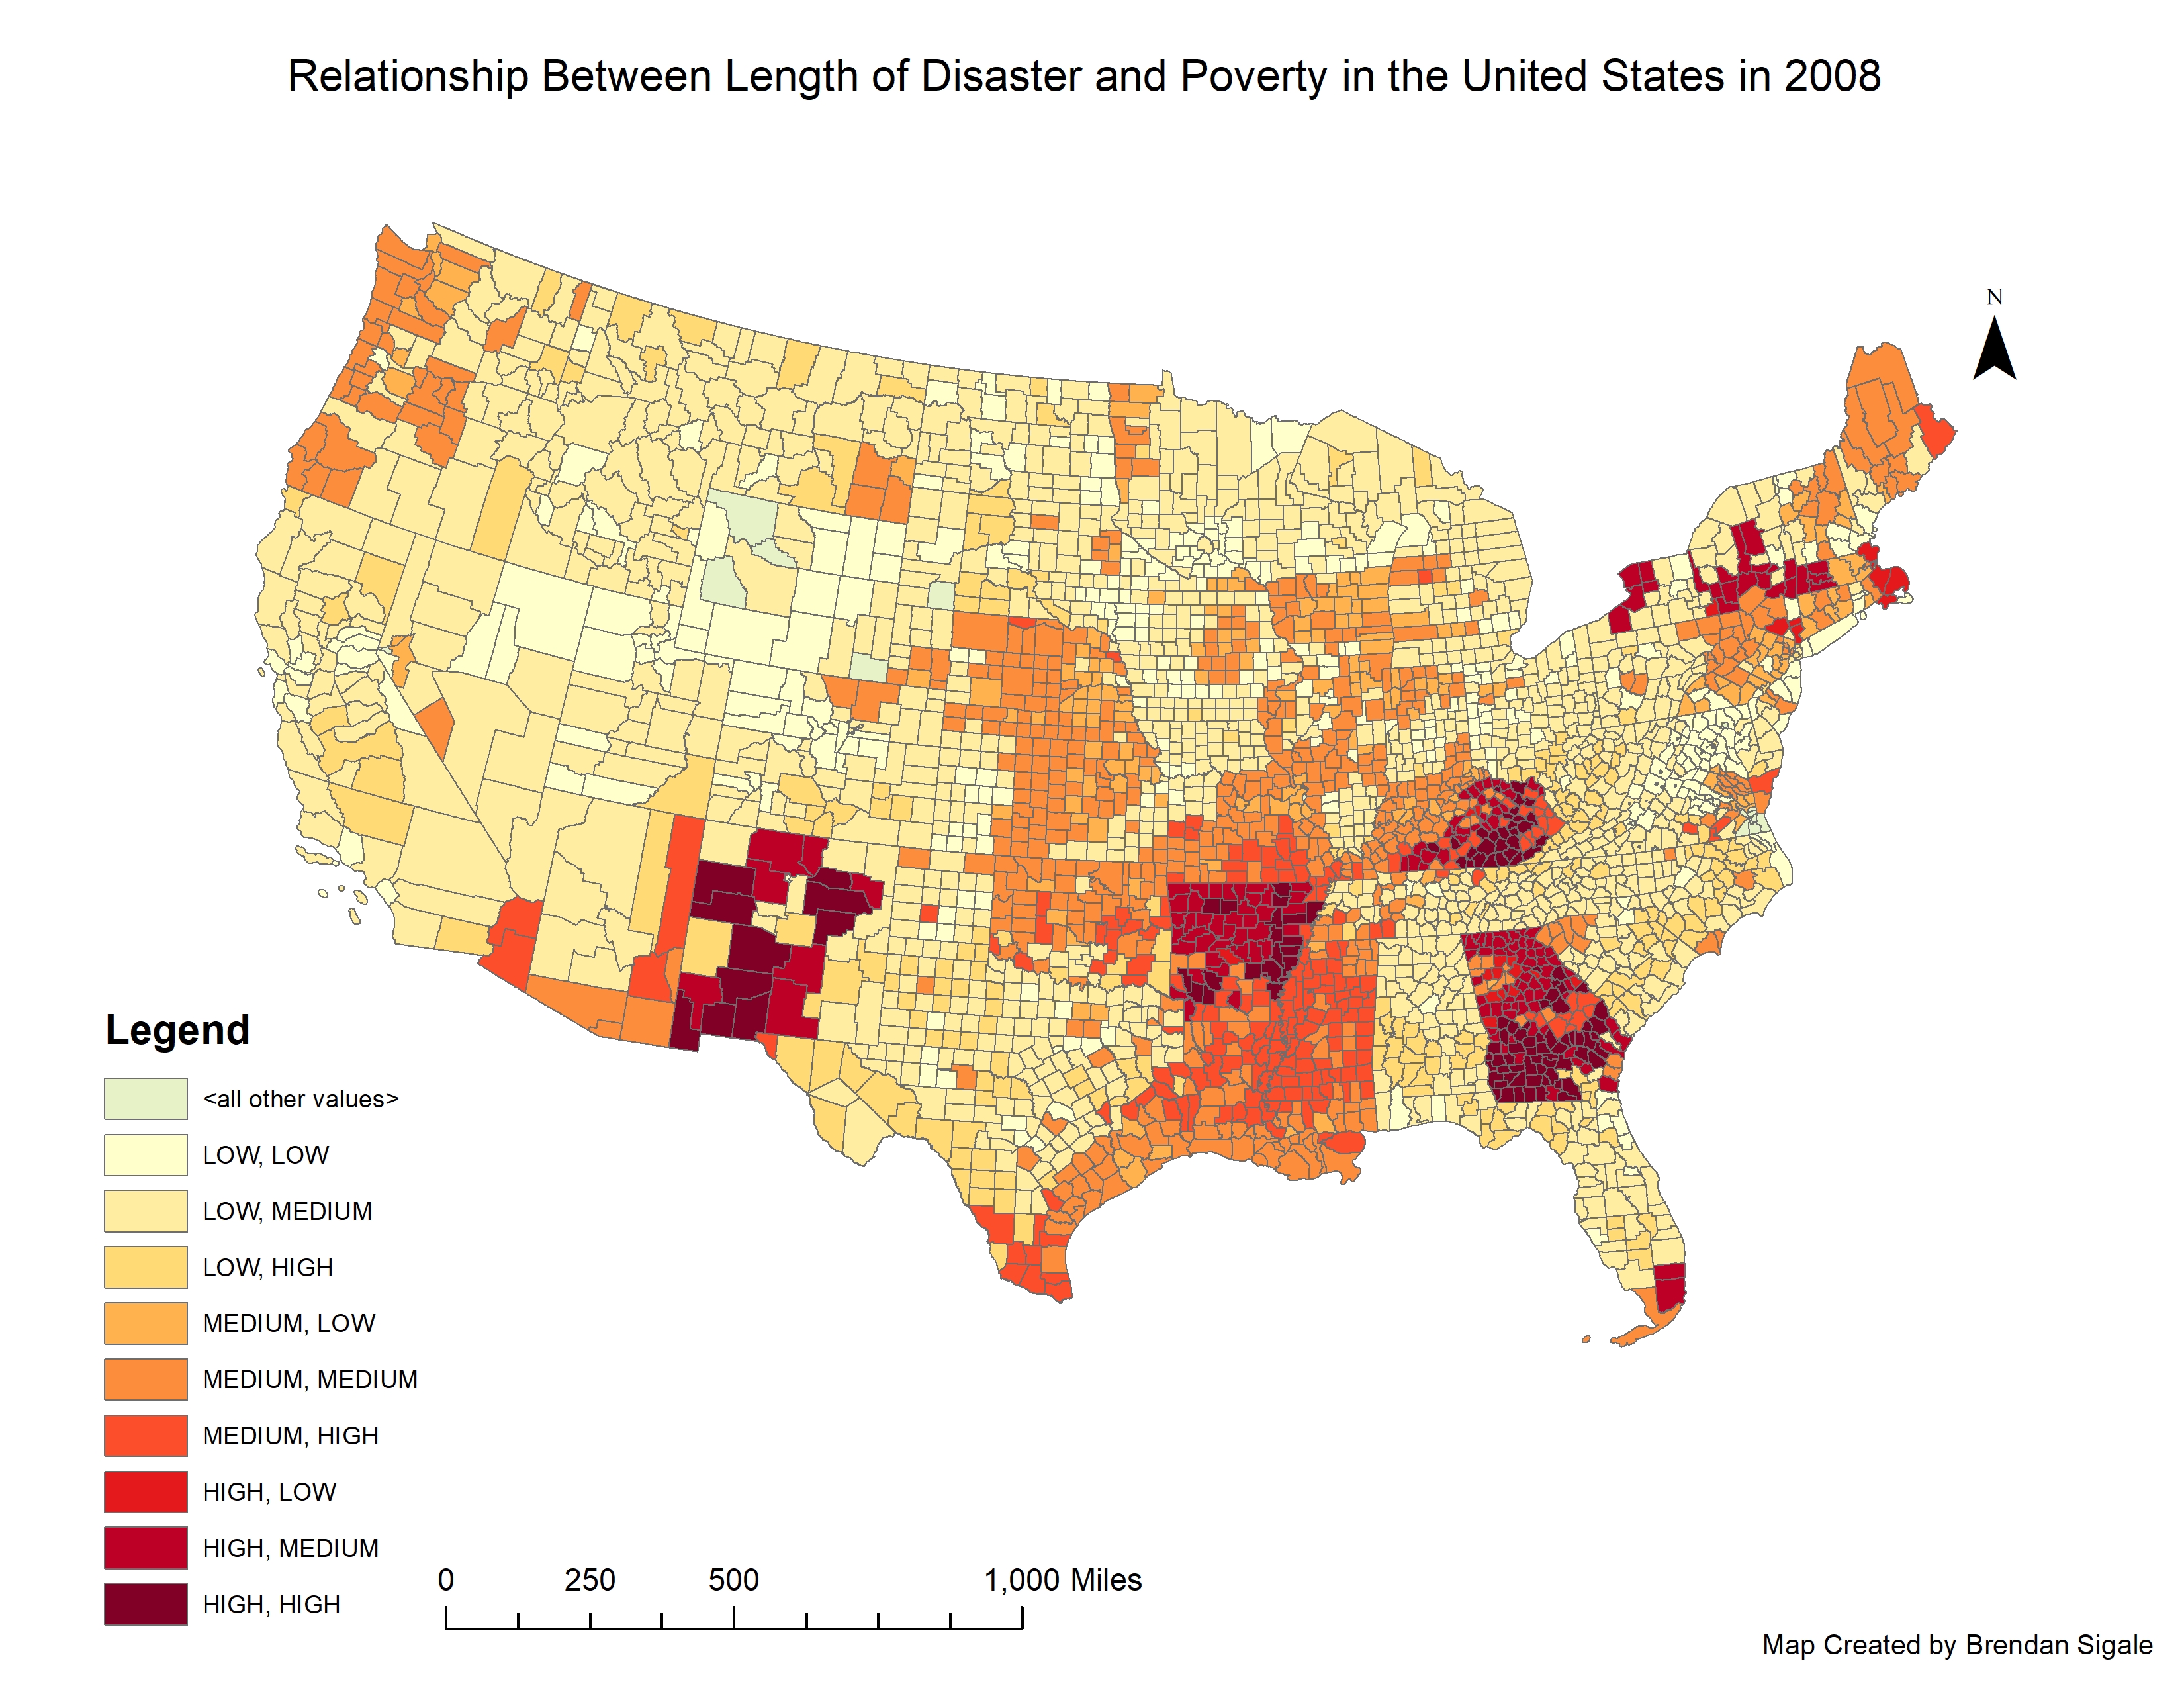 Relationship Between Length of Disaster and Poverty in the United States in 2008
N
Legend
<all other values>
LOW, LOW
LOW, MEDIUM
LOW, HIGH
MEDIUM, LOW
MEDIUM, MEDIUM
MEDIUM, HIGH
HIGH, LOW
HIGH, MEDIUM
HIGH, HIGH
0 250 500 1,000 Miles
Map Created by Brendan Sigale